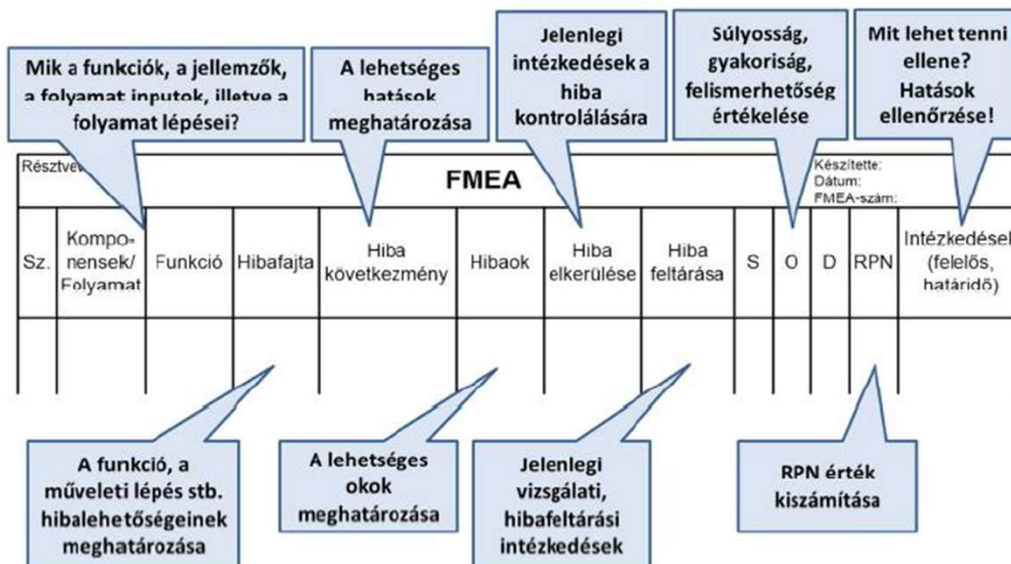 Mik a funkciók, a jellemzők,
a folyamat inputok, illetve a
folyamat lépései?
A lehetséges
hatások
meghatározása
Jelenlegi
intézkedések a
hiba
kontrolálására
Súlyosság,
gyakoriság,
felismerhetőség
értékelése
Mit lehet tenni
ellene?
Hatások
ellenőrzése!
FMEA
Készítette:
Dátum:
FMEA-szám:
Sz.
Kompo-
nensek/
Folyamat
Funkció
Hibafajta
Hiba
következmény
Hibaok
Hiba
elkerülése
Hiba
feltárása
S
O
D
RPN
Intézkedések
(felelős,
határidő)
A funkció, a
műveleti lépés stb.
hibalehetőségeinek
meghatározása
A lehetséges
okok
meghatározása
Jelenlegi
vizsgálati,
hibafeltárási
intézkedések
RPN érték
kiszámítása